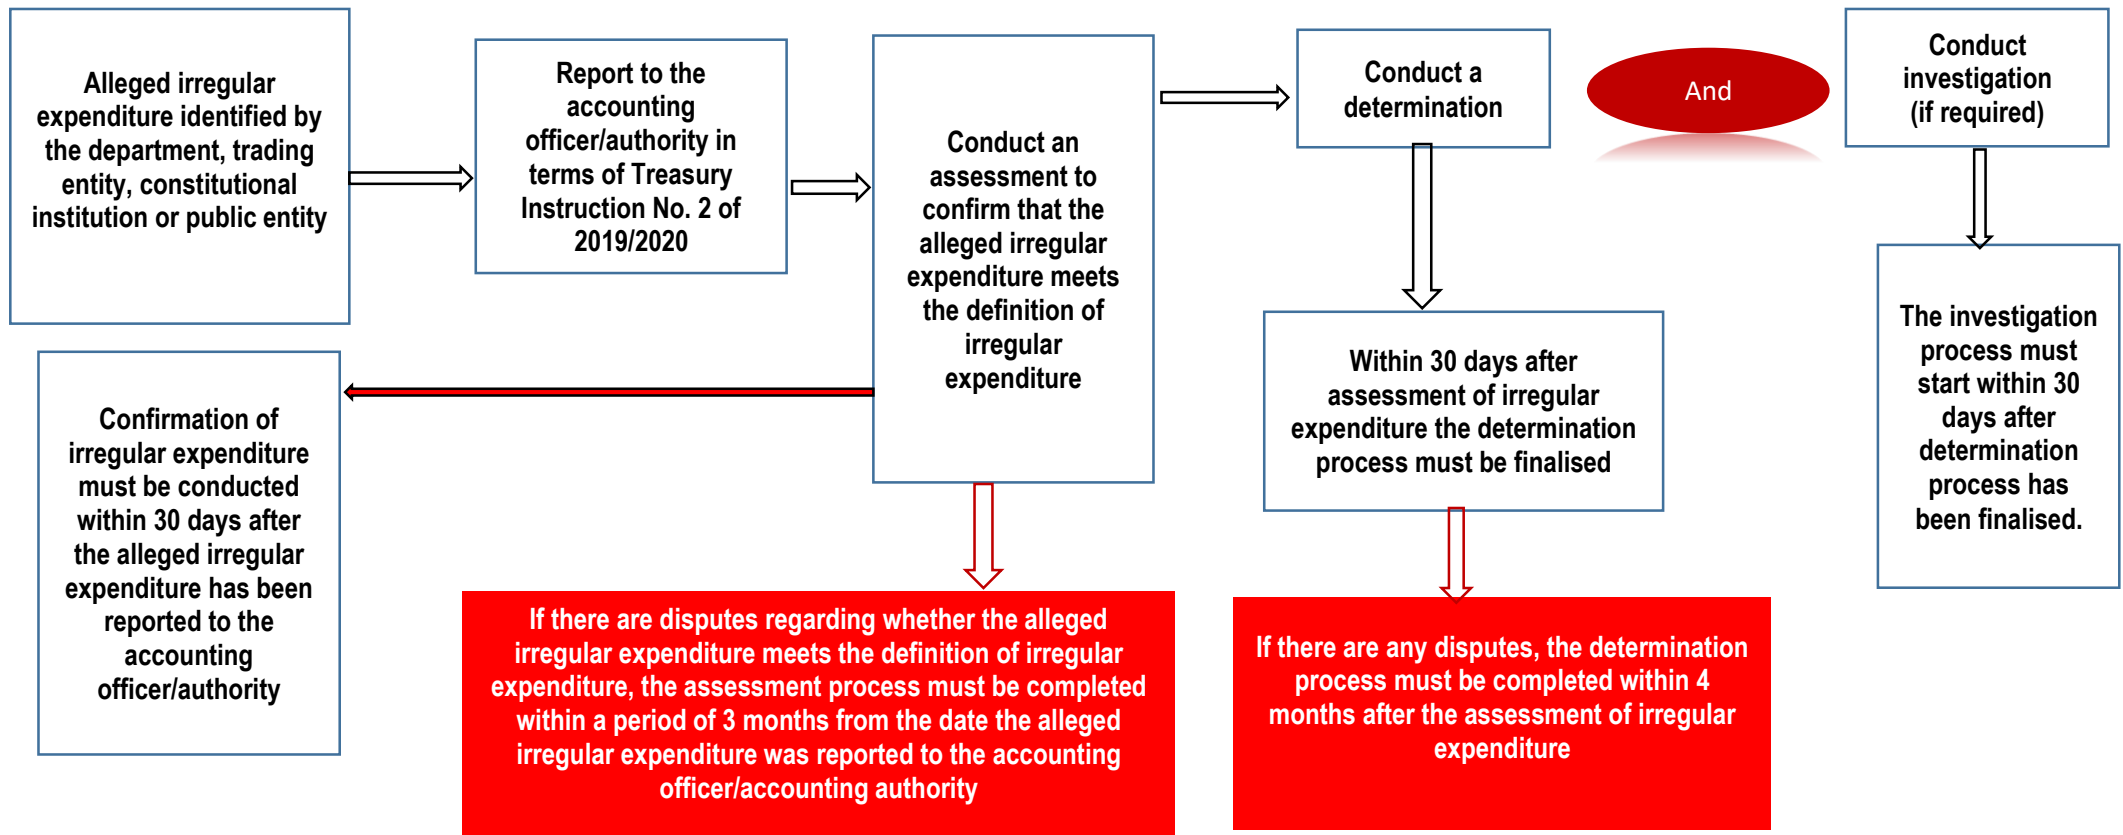 Alleged irregular
expenditure identified by
the department, trading
entity, constitutional
institution or public entity
Report to the
accounting
officer/authority in
terms of Treasury
Instruction No. 2 of
2019/2020
Conduct an
assessment to
confirm that the
alleged irregular
expenditure meets
the definition of
irregular
expenditure
Conduct a
determination
And
Conduct
investigation
(if required)
Confirmation of
irregular expenditure
must be conducted
within 30 days after
the alleged irregular
expenditure has been
reported to the
accounting
officer/authority
Within 30 days after
assessment of irregular
expenditure the determination
process must be finalised
The investigation
process must
start within 30
days after
determination
process has
been finalised.
If there are disputes regarding whether the alleged
irregular expenditure meets the definition of irregular
expenditure, the assessment process must be completed
within a period of 3 months from the date the alleged
irregular expenditure was reported to the accounting
officer/accounting authority
If there are any disputes, the determination
process must be completed within 4
months after the assessment of irregular
expenditure